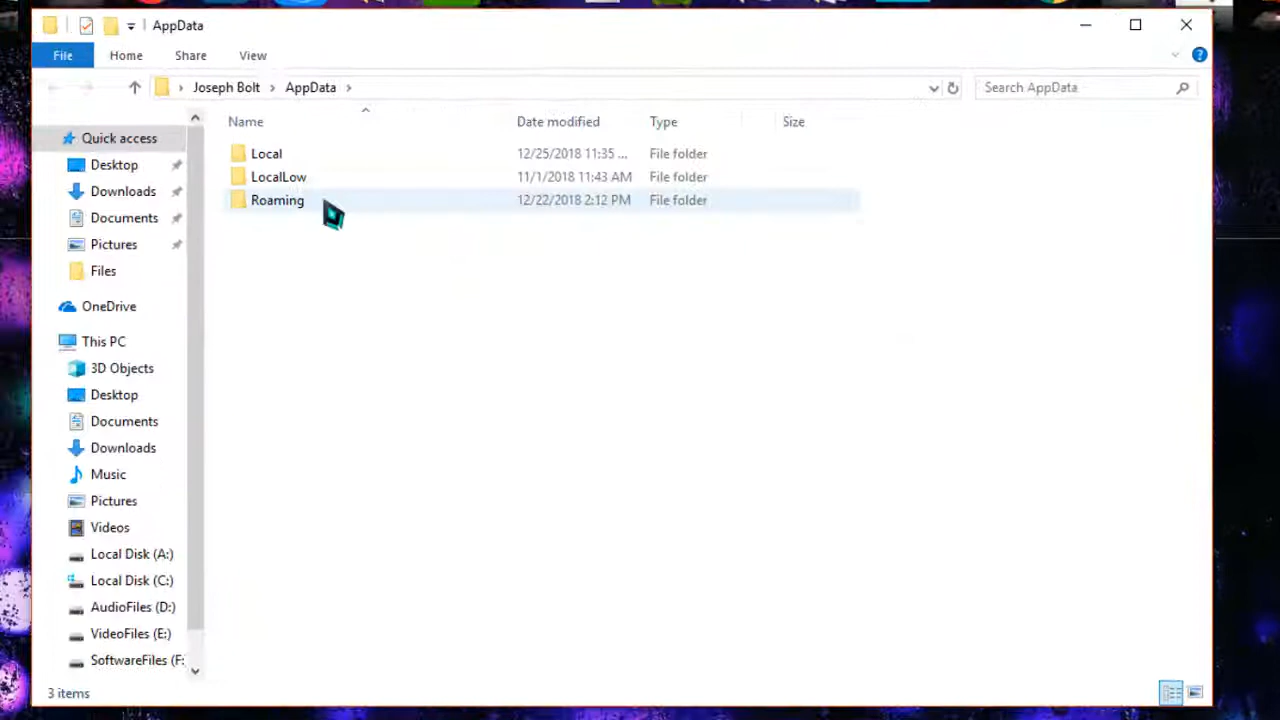 AppData
File Home Share View
Joseph Bolt AppData Search AppData
Name Date modified Type Size
Quick access
Desktop
Downloads
Documents
Pictures
Files
OneDrive
This PC
3D Objects
Desktop
Documents
Downloads
Music
Pictures
Videos
Local Disk (A:)
Local Disk (C:)
AudioFiles (D:)
VideoFiles (E:)
SoftwareFiles (F:
Local 12/25/2018 11:35 ... File folder
LocalLow 11/1/2018 11:43 AM File folder
Roaming 12/22/2018 2:12 PM File folder
3 items